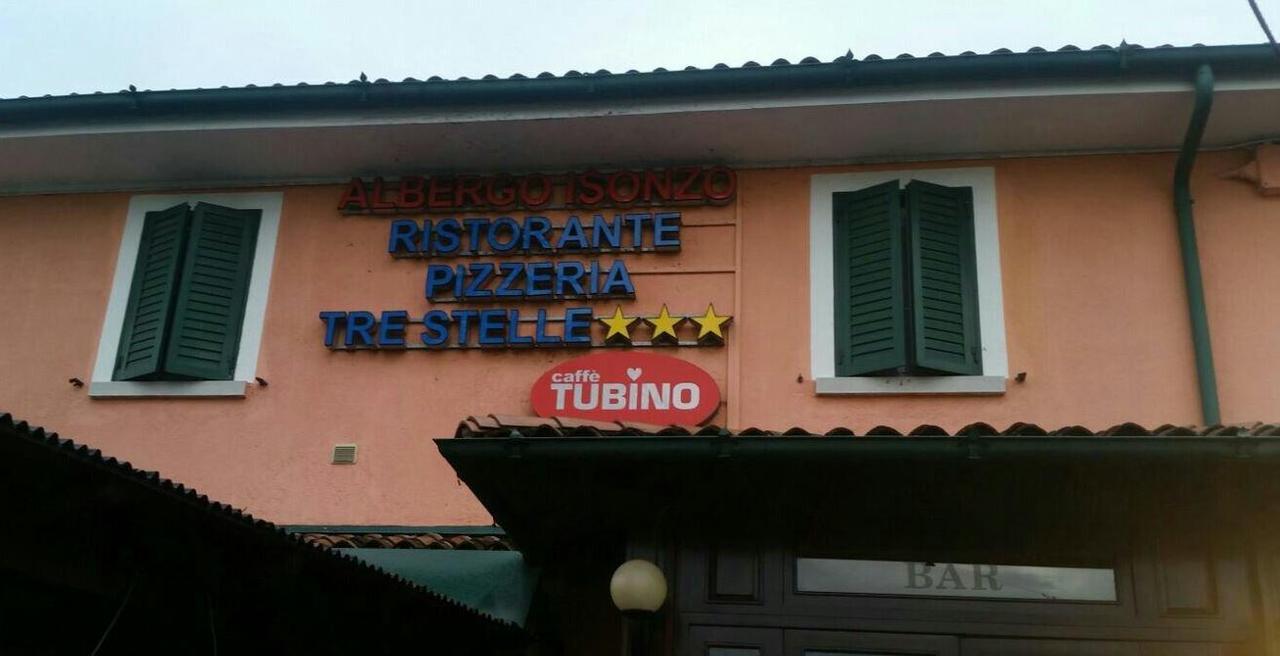 ALBERGO ISONZO
RISTORANTE
PIZZERIA
TRE STELLE
caffè
TUBINO
BAR